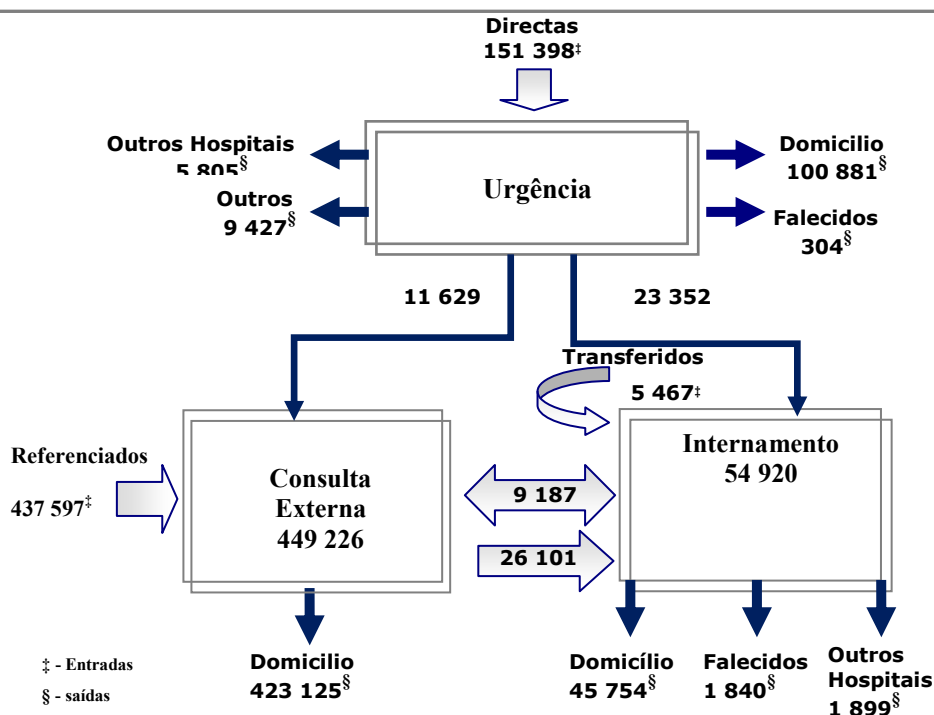 Directas
151 398‡
Outros Hospitais
5 805§
Domicilio
100 881§
Urgência
Outros
9 427§
Falecidos
304§
11 629
23 352
Transferidos
5 467‡
Referenciados
437 597‡
Consulta
Externa
449 226
9 187
26 101
Internamento
54 920
‡ - Entradas
§ - saídas
Domicilio
423 125§
Domicílio
45 754§
Falecidos
1 840§
Outros
Hospitais
1 899§